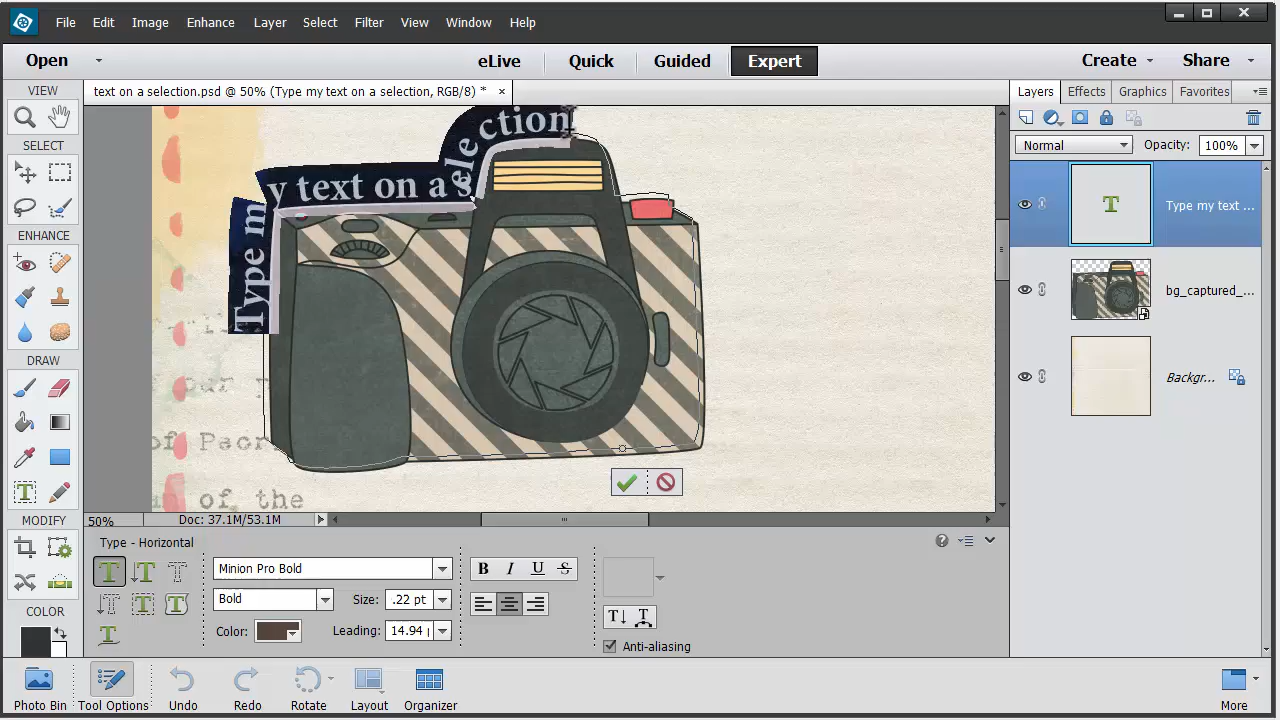 File Edit Image Enhance Layer Select Filter View Window Help
Open eLive Quick Guided Expert Create Share
VIEW
text on a selection.psd @ 50% (Type my text on a selection, RGB/8) * ×
Layers Effects Graphics Favorites
SELECT
Normal Opacity: 100%
Type my text on a selection
Type my text ...
ENHANCE
bg_captured_...
Backgr...
DRAW
of Paor
of the
50% Doc: 37.1M/53.1M
MODIFY
Type - Horizontal
Minion Pro Bold
B I U S
Bold Size: .22 pt
COLOR
Color: Leading: 14.94
Anti-aliasing
Photo Bin Tool Options Undo Redo Rotate Layout Organizer More